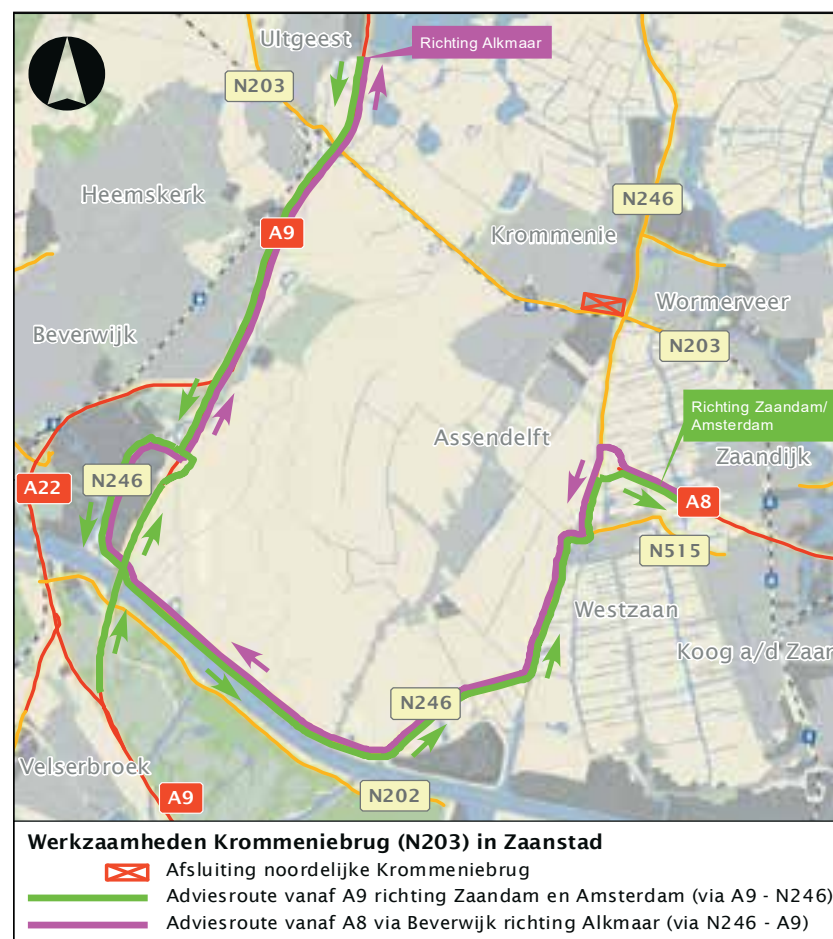 UItgeest
Richting Alkmaar
N203
Heemskerk
N246
A9
Krommenie
Wormerveer
Beverwijk
N203
Richting Zaandam/
Amsterdam
Assendelft
Zaandijk
N246
A22
A8
N515
Westzaan
Koog a/d Zaan
N246
Velserbroek
A9
N202
Werkzaamheden Krommeniebrug (N203) in Zaanstad
Afsluiting noordelijke Krommeniebrug
Adviesroute vanaf A9 richting Zaandam en Amsterdam (via A9 - N246)
Adviesroute vanaf A8 via Beverwijk richting Alkmaar (via N246 - A9)